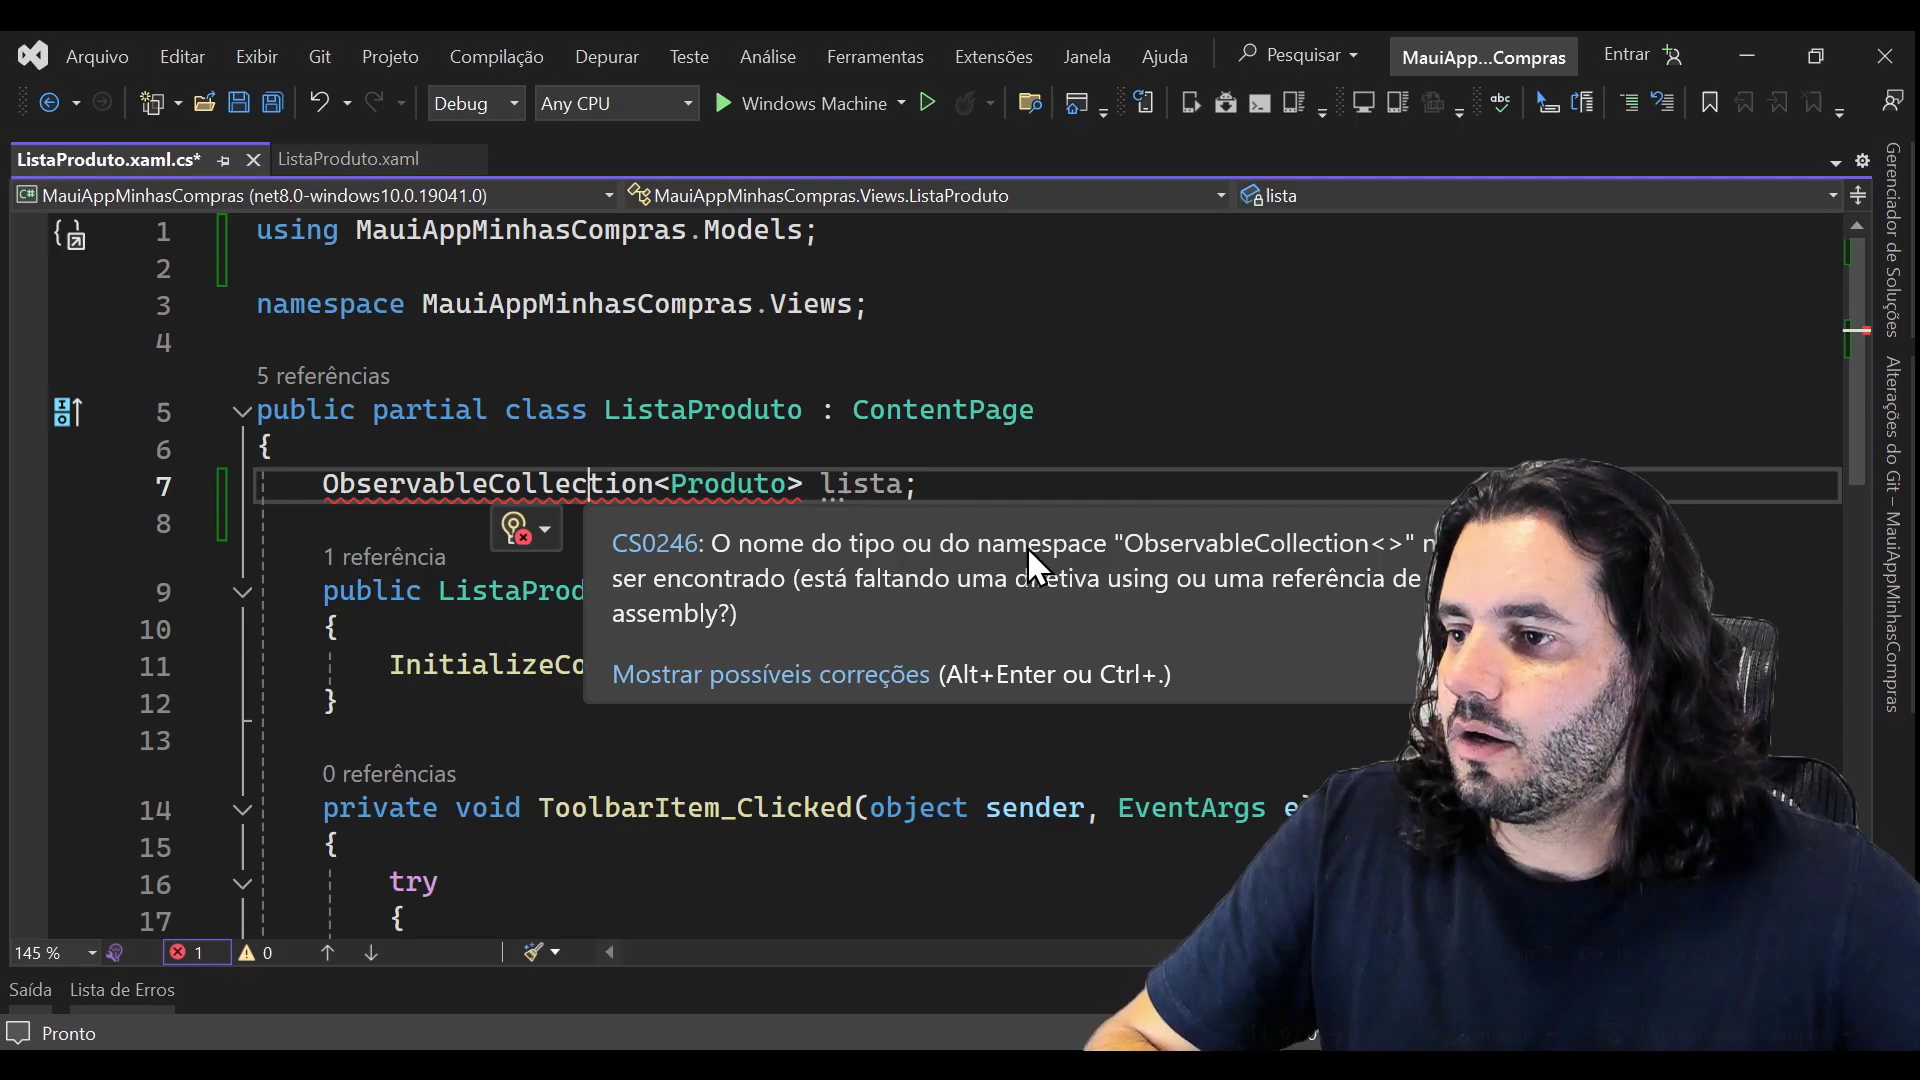 Arquivo Editar Exibir Git Projeto Compilação Depurar Teste Análise Ferramentas Extensões Janela Ajuda Pesquisar MauiApp...Compras Entrar
Debug Any CPU Windows Machine
ListaProduto.xaml.cs* ListaProduto.xaml
MauiAppMinhasCompras (net8.0-windows10.0.19041.0) MauiAppMinhasCompras.Views.ListaProduto lista
1 using MauiAppMinhasCompras.Models;
2
3 namespace MauiAppMinhasCompras.Views;
4
5 referências
5 public partial class ListaProduto : ContentPage
6 {
7 ObservableCollection<Produto> lista;
8
CS0246: O nome do tipo ou do namespace "ObservableCollection<>" n
ser encontrado (está faltando uma diretiva using ou uma referência de
assembly?)
Mostrar possíveis correções (Alt+Enter ou Ctrl+.)
1 referência
9 public ListaProd
10 {
11 InitializeCo
12 }
13
0 referências
14 private void ToolbarItem_Clicked(object sender, EventArgs e)
15 {
16 try
17 {
145 % 1 0
Saída Lista de Erros
Pronto
Gerenciador de Soluções
Alterações do Git – MauiAppMinhasCompras